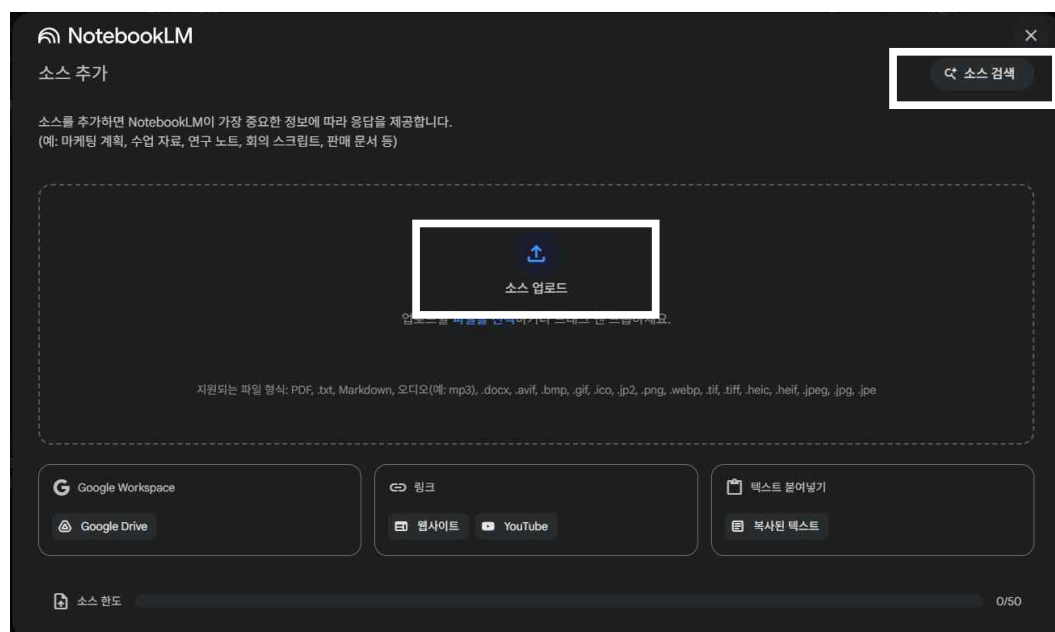 NotebookLM
소스 추가
소스 검색
소스를 추가하면 NotebookLM이 가장 중요한 정보에 따라 응답을 제공합니다.
(예: 마케팅 계획, 수업 자료, 연구 노트, 회의 스크립트, 판매 문서 등)
소스 업로드
지원되는 파일 형식: PDF, .txt, Markdown, 오디오(예: mp3), .docx, .avif, .bmp, .gif, .ico, .jp2, .png, .webp, .tif, .tiff, .heic, .heif, .jpeg, .jpg, .jpe
Google Workspace
Google Drive
링크
웹사이트 YouTube
텍스트 붙여넣기
복사된 텍스트
소스 한도
0/50